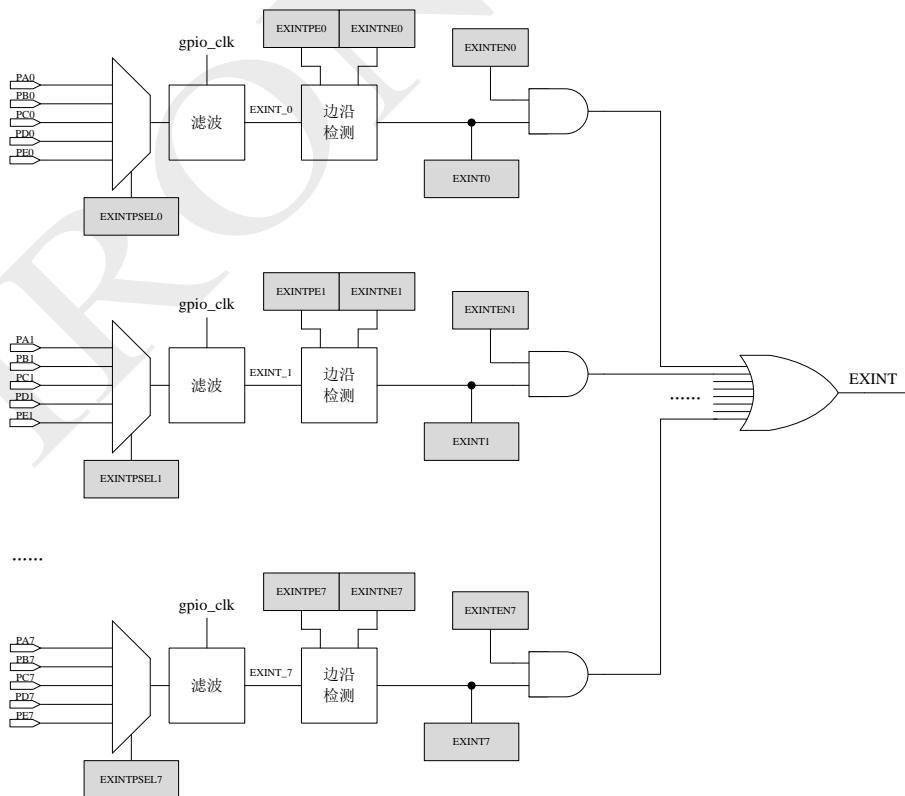 EXINTPE0 EXINTNE0
gpio_clk
EXINTEN0
PA0
PB0
PC0
PD0
PE0
滤波
EXINT_0
边沿
检测
EXINT0
EXINTPSEL0
EXINTPE1 EXINTNE1
gpio_clk
EXINTEN1
PA1
PB1
PC1
PD1
PE1
滤波
EXINT_1
边沿
检测
EXINT
......
EXINT1
EXINTPSEL1
......
EXINTPE7 EXINTNE7
gpio_clk
EXINTEN7
PA7
PB7
PC7
PD7
PE7
滤波
EXINT_7
边沿
检测
EXINT7
EXINTPSEL7